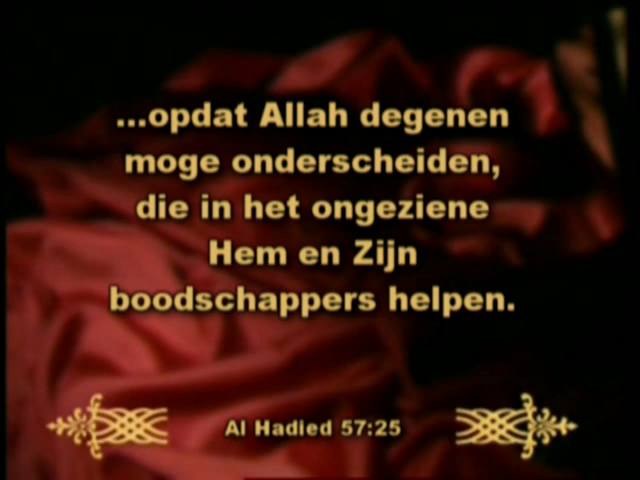 ...opdat Allah degenen
moge onderscheiden,
die in het ongeziene
Hem en Zijn
boodschappers helpen.
Al Hadied 57:25